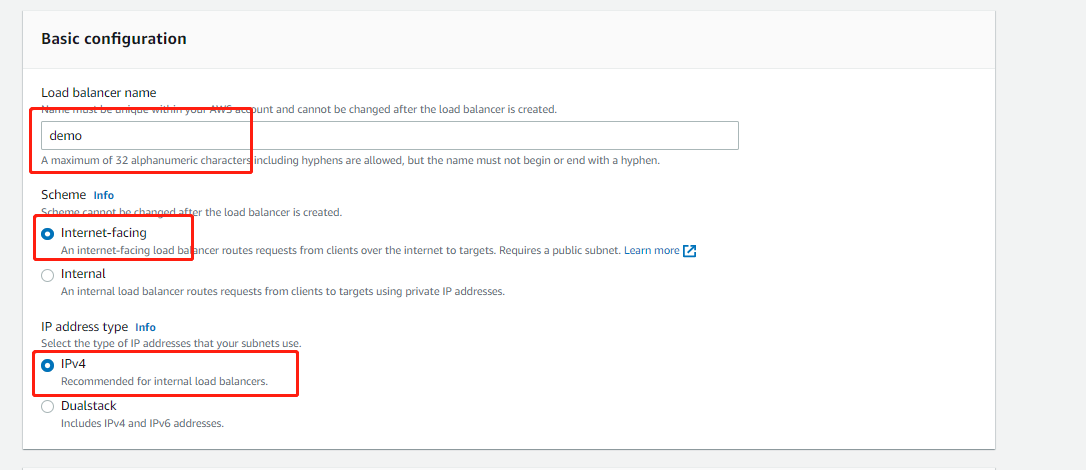 Basic configuration
Load balancer name
Name must be unique within your AWS account and cannot be changed after the load balancer is created.
demo
A maximum of 32 alphanumeric characters including hyphens are allowed, but the name must not begin or end with a hyphen.
Scheme Info
Scheme cannot be changed after the load balancer is created.
Internet-facing
An internet-facing load balancer routes requests from clients over the internet to targets. Requires a public subnet. Learn more
Internal
An internal load balancer routes requests from clients to targets using private IP addresses.
IP address type Info
Select the type of IP addresses that your subnets use.
IPv4
Recommended for internal load balancers.
Dualstack
Includes IPv4 and IPv6 addresses.